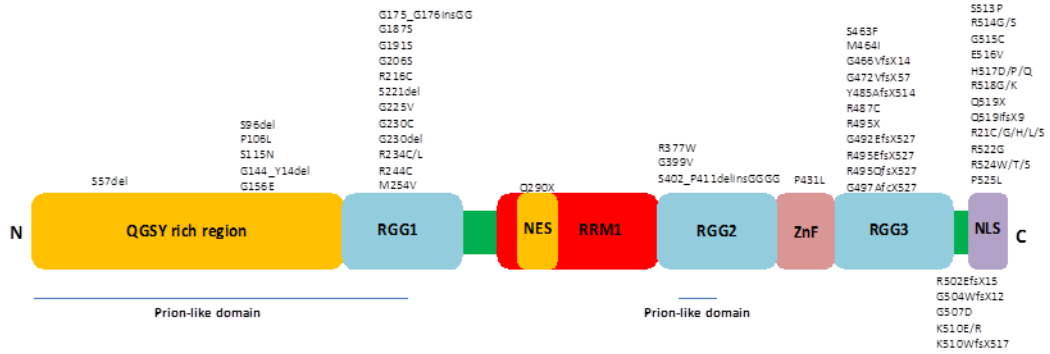 S57del
S96del
P106L
S115N
G144_Y14del
G156E
G175_G176insGG
G187S
G191S
G206S
R216C
S221del
G225V
G230C
G230del
R234C/L
R244C
M254V
Q290X
R377W
G399V
S402_P411delinsGGGG
P431L
S463F
M464I
G466VfsX14
G472VfsX57
Y485AfsX514
R487C
R495X
G492EfsX527
R495EfsX527
R495QfsX527
G497AfcX527
S513P
R514G/S
G515C
E516V
H517D/P/Q
R518G/K
Q519X
Q519IfsX9
R21C/G/H/L/S
R522G
R524W/T/S
P525L
N
QGSY rich region
RGG1
NES
RRM1
RGG2
ZnF
RGG3
NLS
C
Prion-like domain
Prion-like domain
R502EfsX15
G504WfsX12
G507D
K510E/R
K510WfsX517